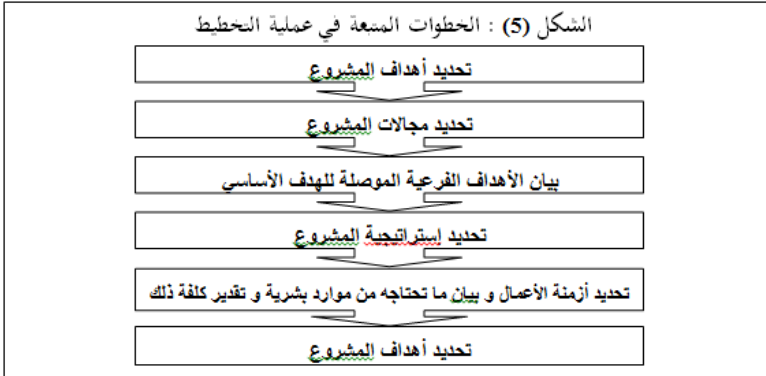 الشكل (5) : الخطوات المتبعة في عملية التخطيط
تحديد أهداف المشروع
تحديد مجالات المشروع
بيان الأهداف الفرعية الموصلة للهدف الأساسي
تحديد إستراتيجية المشروع
تحديد أزمنة الأعمال و بيان ما تحتاجه من موارد بشرية و تقدير كلفة ذلك
تحديد أهداف المشروع